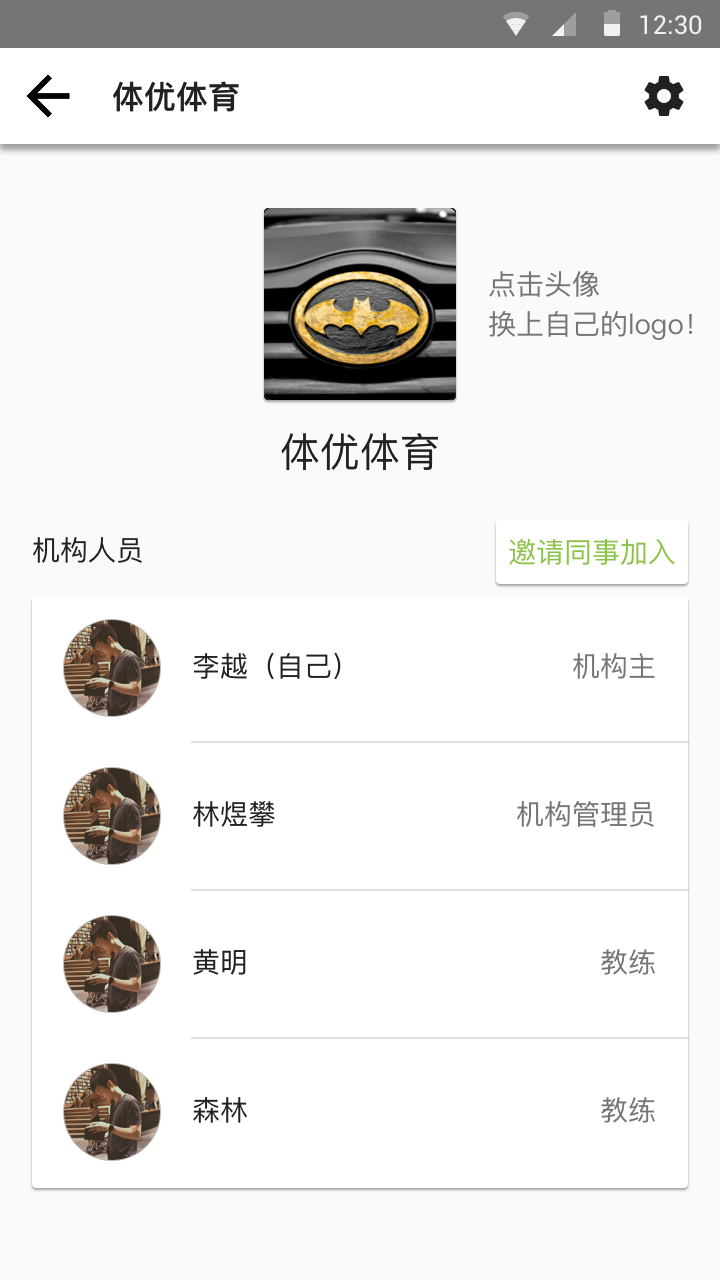 12:30
体优体育
点击头像
换上自己的logo!
体优体育
机构人员
邀请同事加入
李越（自己） 机构主
林煜攀 机构管理员
黄明 教练
森林 教练